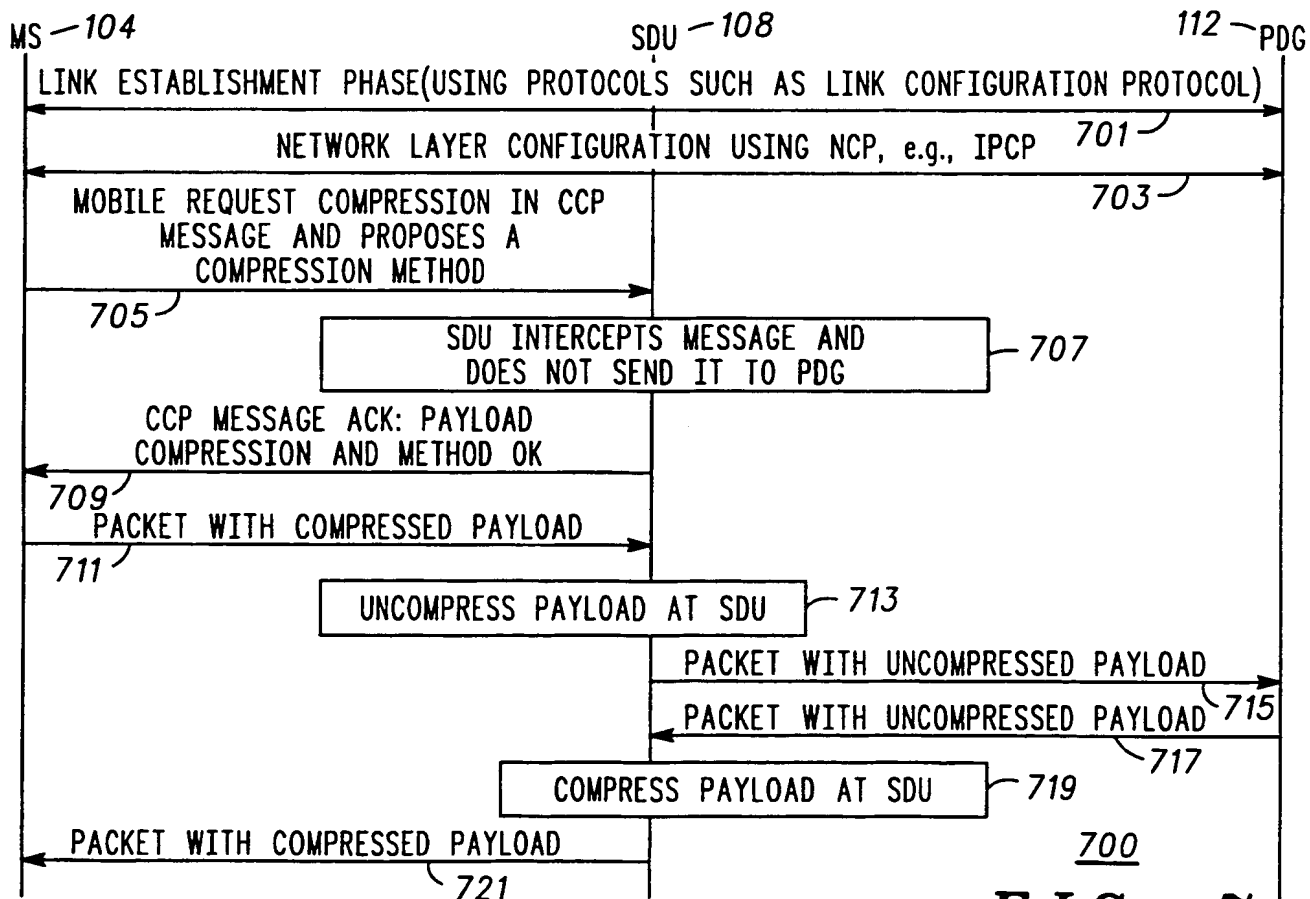 MS 104 SDU 108 112 PDG
LINK ESTABLISHMENT PHASE(USING PROTOCOLS SUCH AS LINK CONFIGURATION PROTOCOL)
701
NETWORK LAYER CONFIGURATION USING NCP, e.g., IPCP
703
MOBILE REQUEST COMPRESSION IN CCP
MESSAGE AND PROPOSES A
COMPRESSION METHOD
705
SDU INTERCEPTS MESSAGE AND
DOES NOT SEND IT TO PDG
707
CCP MESSAGE ACK: PAYLOAD
COMPRESSION AND METHOD OK
709
PACKET WITH COMPRESSED PAYLOAD
711
UNCOMPRESS PAYLOAD AT SDU
713
PACKET WITH UNCOMPRESSED PAYLOAD
715
PACKET WITH UNCOMPRESSED PAYLOAD
717
COMPRESS PAYLOAD AT SDU
719
PACKET WITH COMPRESSED PAYLOAD
721
700